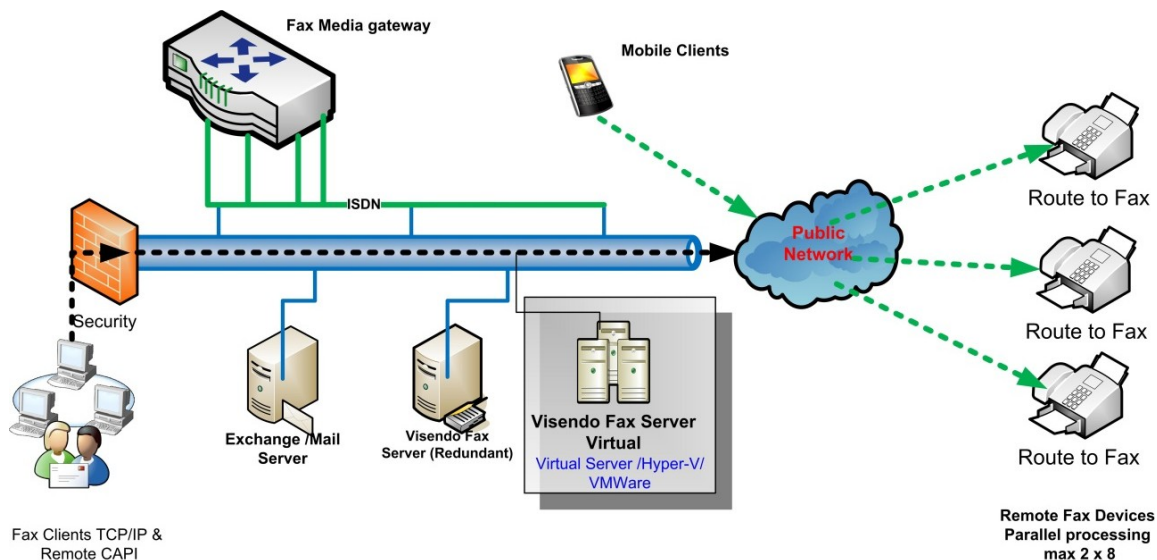 Fax Media gateway
Mobile Clients
ISDN
Public
Network
Route to Fax
Route to Fax
Route to Fax
Security
Exchange /Mail
Server
Visendo Fax
Server (Redundant)
Visendo Fax Server
Virtual
Virtual Server /Hyper-V/
VMWare
Fax Clients TCP/IP &
Remote CAPI
Remote Fax Devices
Parallel processing
max 2 x 8